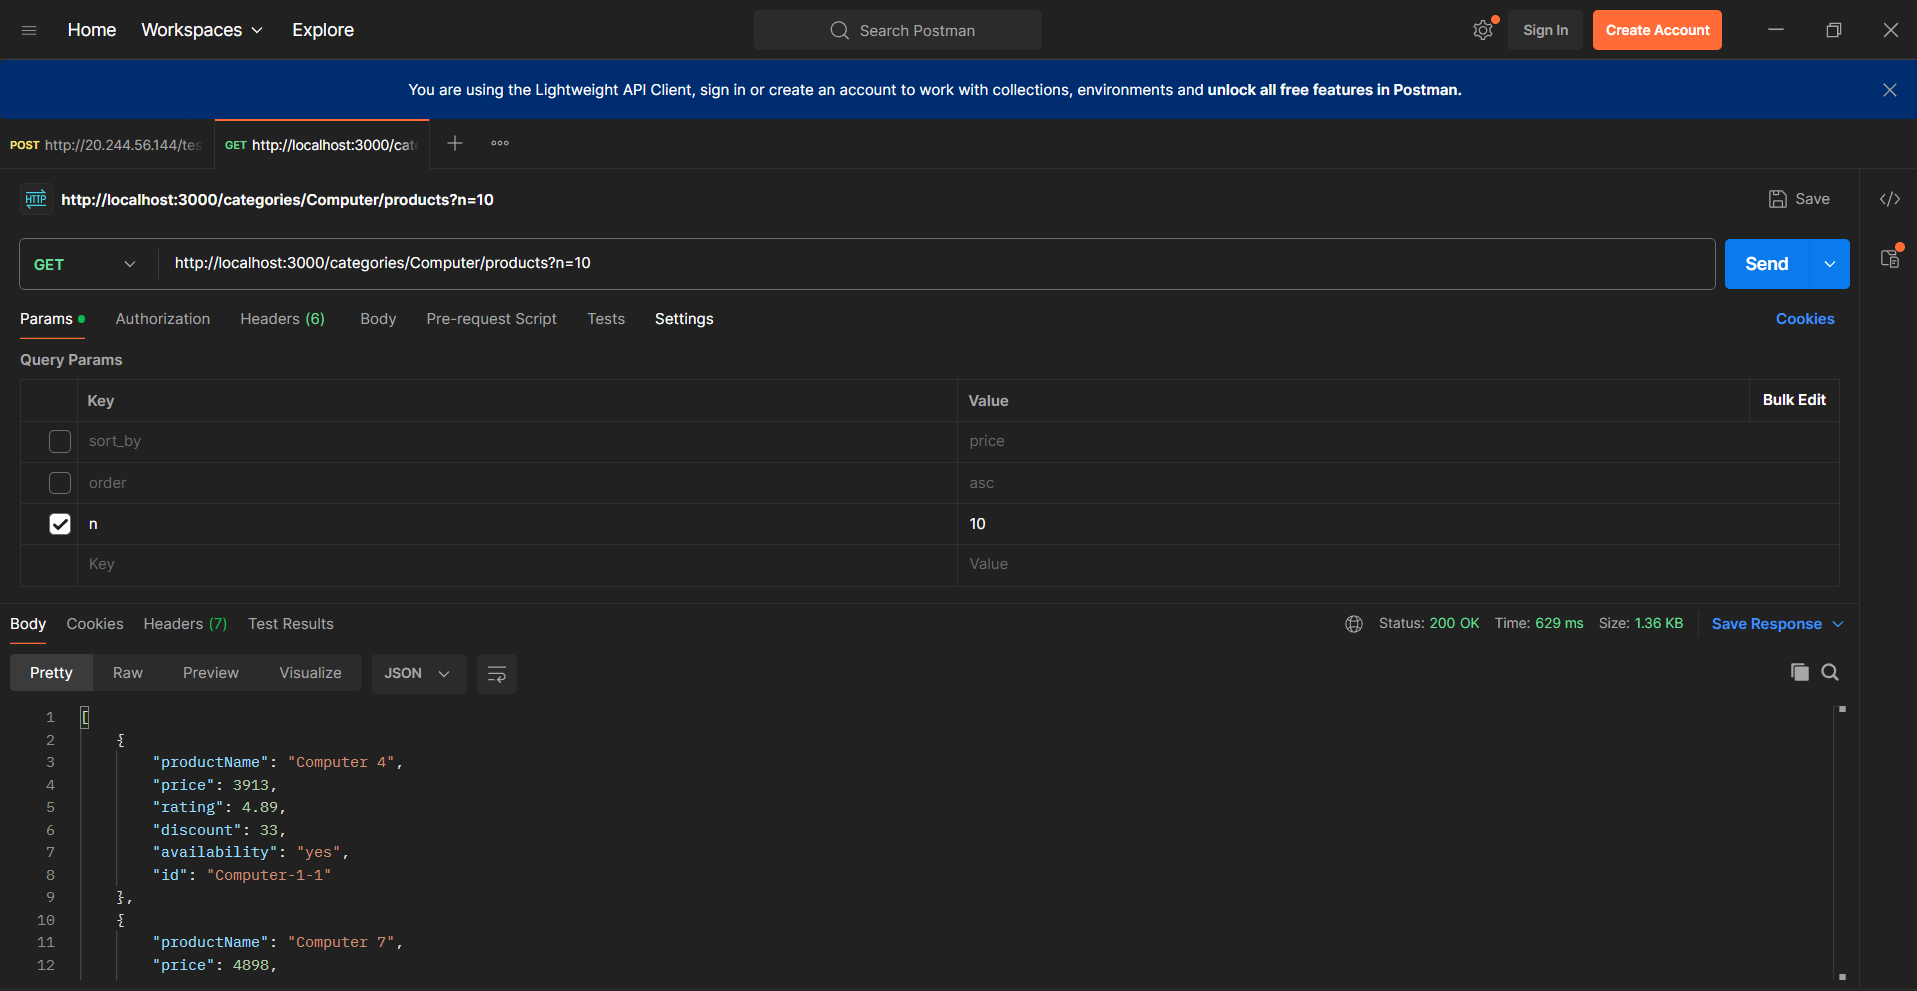 Home Workspaces Explore Search Postman Sign In Create Account
You are using the Lightweight API Client, sign in or create an account to work with collections, environments and unlock all free features in Postman.
POST http://20.244.56.144/tes GET http://localhost:3000/cat
HTTP http://localhost:3000/categories/Computer/products?n=10 Save
GET http://localhost:3000/categories/Computer/products?n=10 Send
Params Authorization Headers (6) Body Pre-request Script Tests Settings Cookies
Query Params
Key Value Bulk Edit
sort_by price
order asc
n 10
Key Value
Body Cookies Headers (7) Test Results Status: 200 OK Time: 629 ms Size: 1.36 KB Save Response
Pretty Raw Preview Visualize JSON
1 [
2 {
3 "productName": "Computer 4",
4 "price": 3913,
5 "rating": 4.89,
6 "discount": 33,
7 "availability": "yes",
8 "id": "Computer-1-1"
9 },
10 {
11 "productName": "Computer 7",
12 "price": 4898,